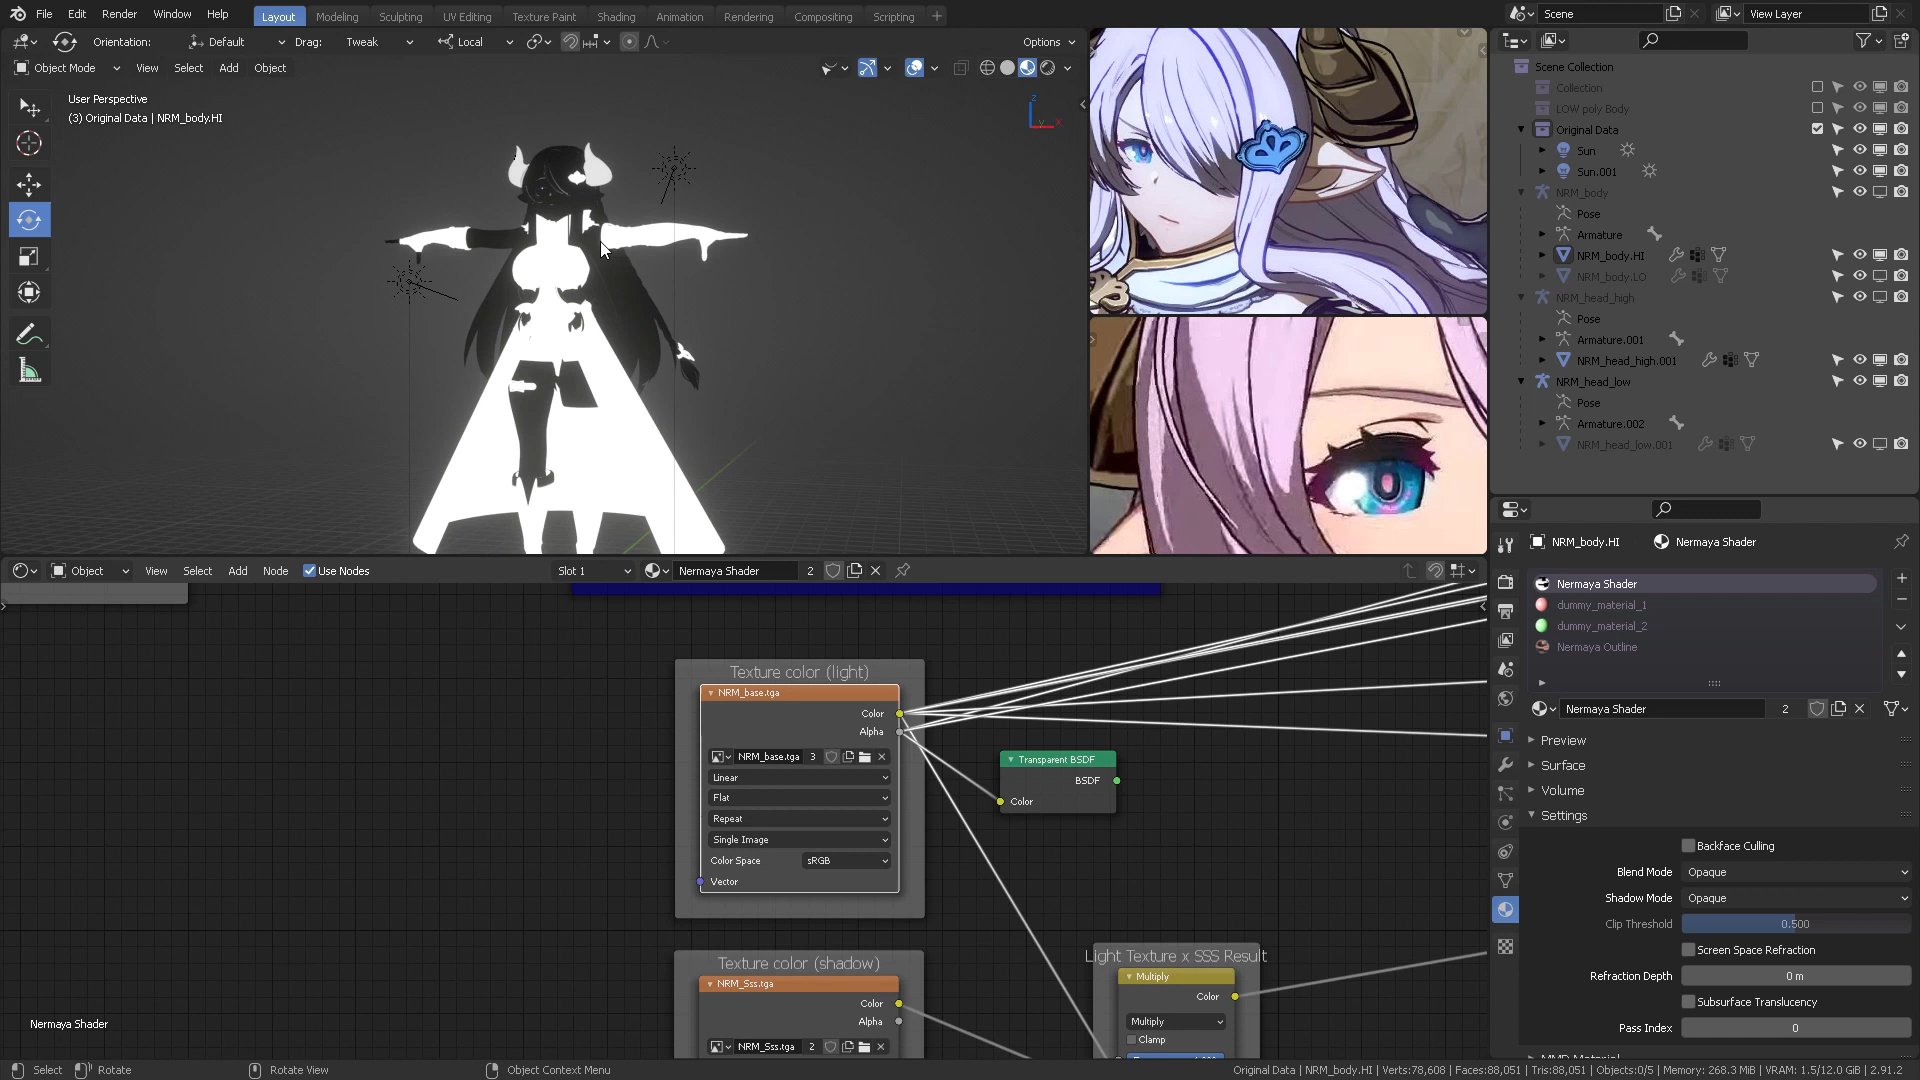 File Edit Render Window Help Layout Modeling Sculpting UV Editing Texture Paint Shading Animation Rendering Compositing Scripting + Scene View Layer
Orientation: Default Drag: Tweak Local Options
Object Mode View Select Add Object
User Perspective
(3) Original Data | NRM_body.HI
Scene Collection
Collection
LOW poly Body
Original Data
Sun
Sun.001
NRM_body
Pose
Armature
NRM_body.HI
NRM_body.LO
NRM_head_high
Pose
Armature.001
NRM_head_high.001
NRM_head_low
Pose
Armature.002
NRM_head_low.001
Object View Select Add Node Use Nodes Slot 1 Nermaya Shader 2
Texture color (light)
NRM_base.tga
Color
Alpha
NRM_base.tga 3
Linear
Flat
Repeat
Single Image
Color Space sRGB
Vector
Transparent BSDF
BSDF
Color
Texture color (shadow)
NRM_Sss.tga
Color
Alpha
NRM_Sss.tga 2
Light Texture x SSS Result
Multiply
Color
Multiply
Clamp
Nermaya Shader
NRM_body.HI Nermaya Shader
Nermaya Shader
dummy_material_1
dummy_material_2
Nermaya Outline
Nermaya Shader 2
Preview
Surface
Volume
Settings
Backface Culling
Blend Mode Opaque
Shadow Mode Opaque
Clip Threshold 0.500
Screen Space Refraction
Refraction Depth 0 m
Subsurface Translucency
Pass Index 0
Select Rotate Rotate View Object Context Menu
Original Data | NRM_body.HI | Verts:78,608 | Faces:88,051 | Tris:88,051 | Objects:0/5 | Memory: 268.3 MiB | VRAM: 1.5/12.0 GiB | 2.91.2